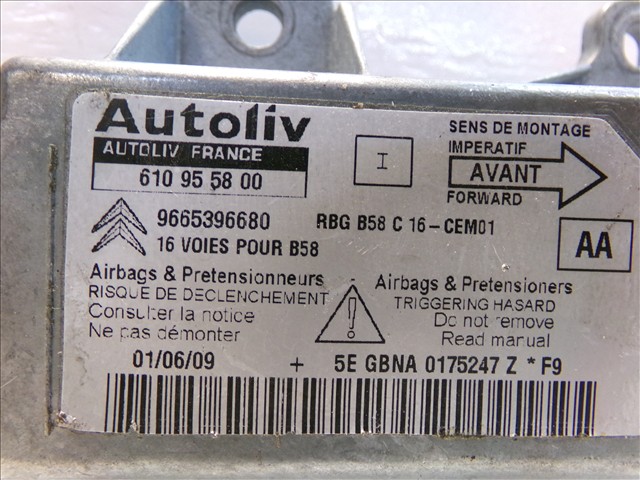 Autoliv
AUTOLIV FRANCE
610 95 58 00
I
SENS DE MONTAGE
IMPERATIF
AVANT
FORWARD
9665396680
RBG B58 C 16-CEM01
16 VOIES POUR B58
AA
Airbags & Pretensionneurs
RISQUE DE DECLENCHEMENT
Consulter la notice
Ne pas démonter
Airbags & Pretensioners
TRIGGERING HASARD
Do not remove
Read manual
01/06/09 + 5E GBNA 0175247 Z * F9